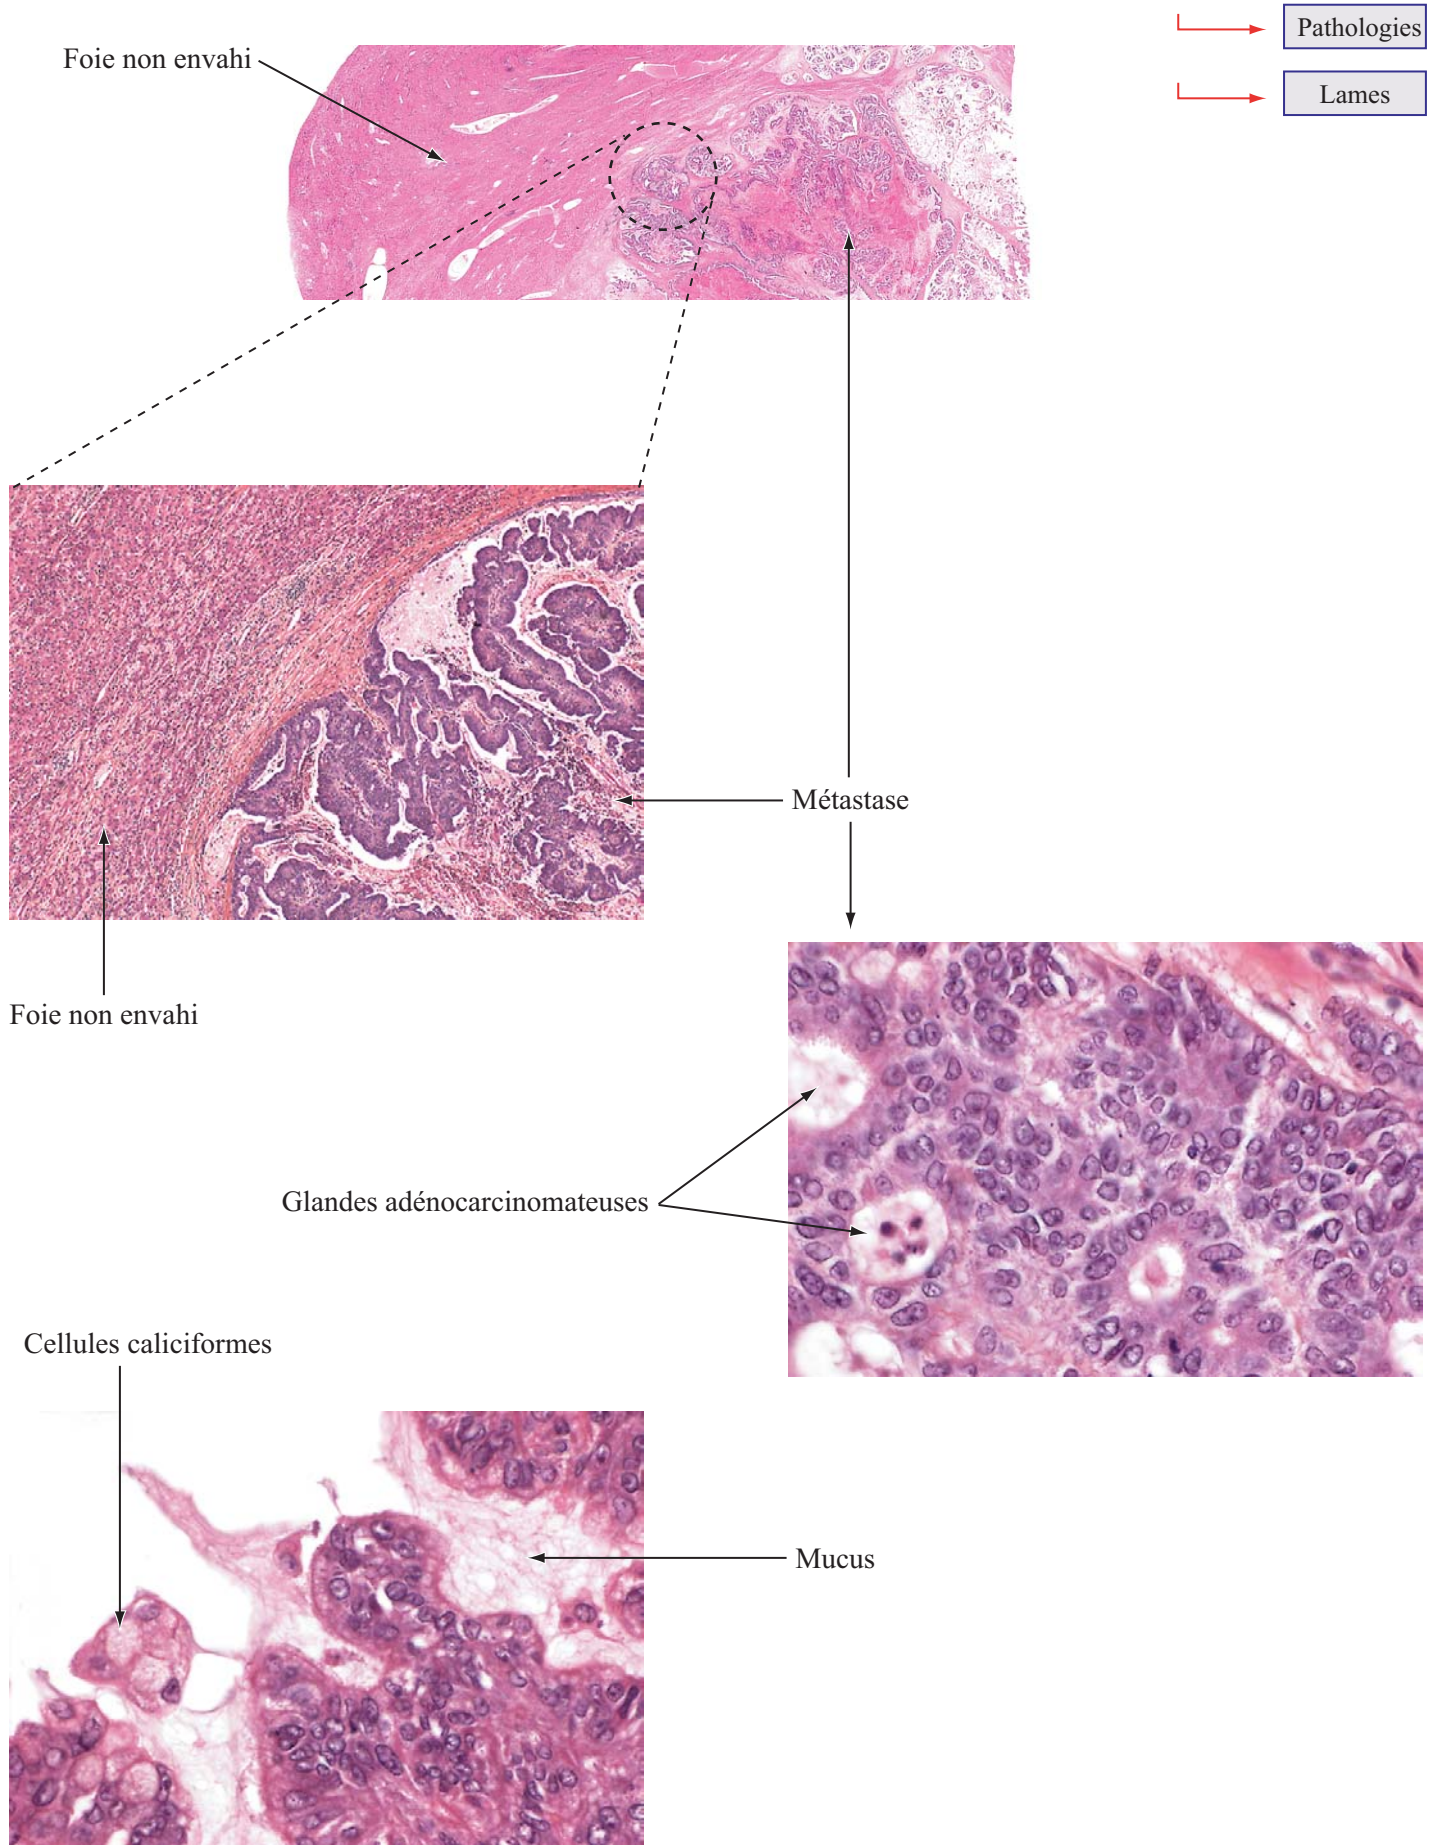 Pathologies
Foie non envahi
Lames
Métastase
Foie non envahi
Glandes adénocarcinomateuses
Cellules caliciformes
Mucus